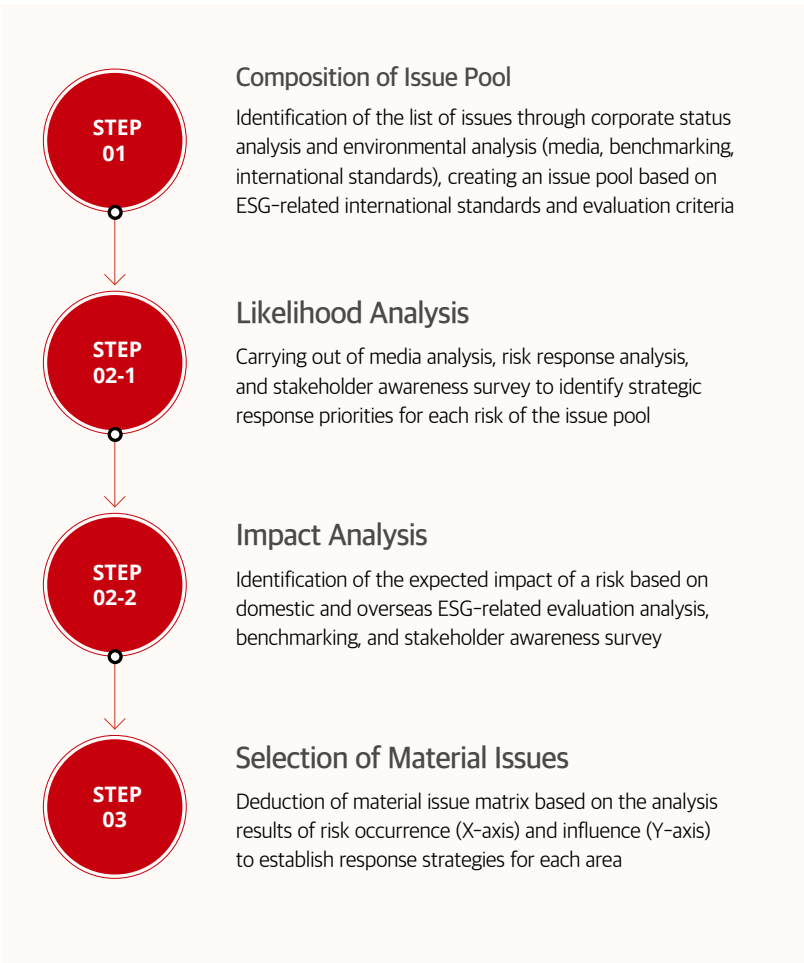 STEP
01
Composition of Issue Pool
Identification of the list of issues through corporate status
analysis and environmental analysis (media, benchmarking,
international standards), creating an issue pool based on
ESG-related international standards and evaluation criteria
STEP
02-1
Likelihood Analysis
Carrying out of media analysis, risk response analysis,
and stakeholder awareness survey to identify strategic
response priorities for each risk of the issue pool
STEP
02-2
Impact Analysis
Identification of the expected impact of a risk based on
domestic and overseas ESG-related evaluation analysis,
benchmarking, and stakeholder awareness survey
STEP
03
Selection of Material Issues
Deduction of material issue matrix based on the analysis
results of risk occurrence (X-axis) and influence (Y-axis)
to establish response strategies for each area